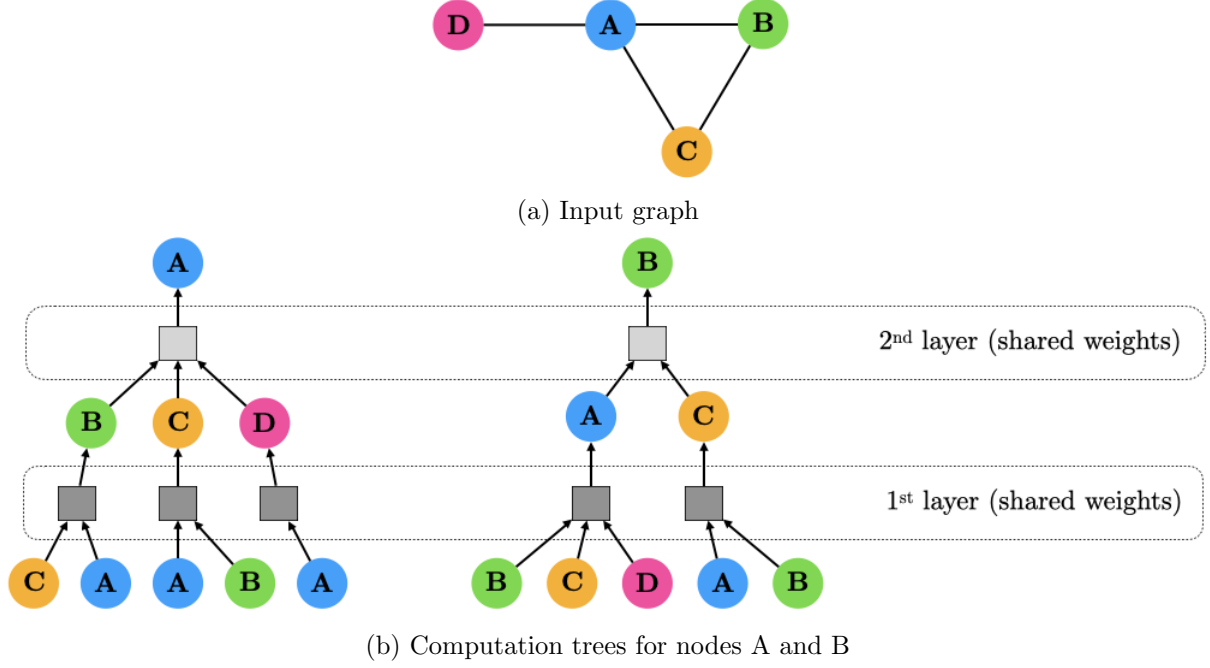 D A B
C
(a) Input graph
A B
2nd layer (shared weights)
B C D A C
1st layer (shared weights)
C A A B A B C D A B
(b) Computation trees for nodes A and B